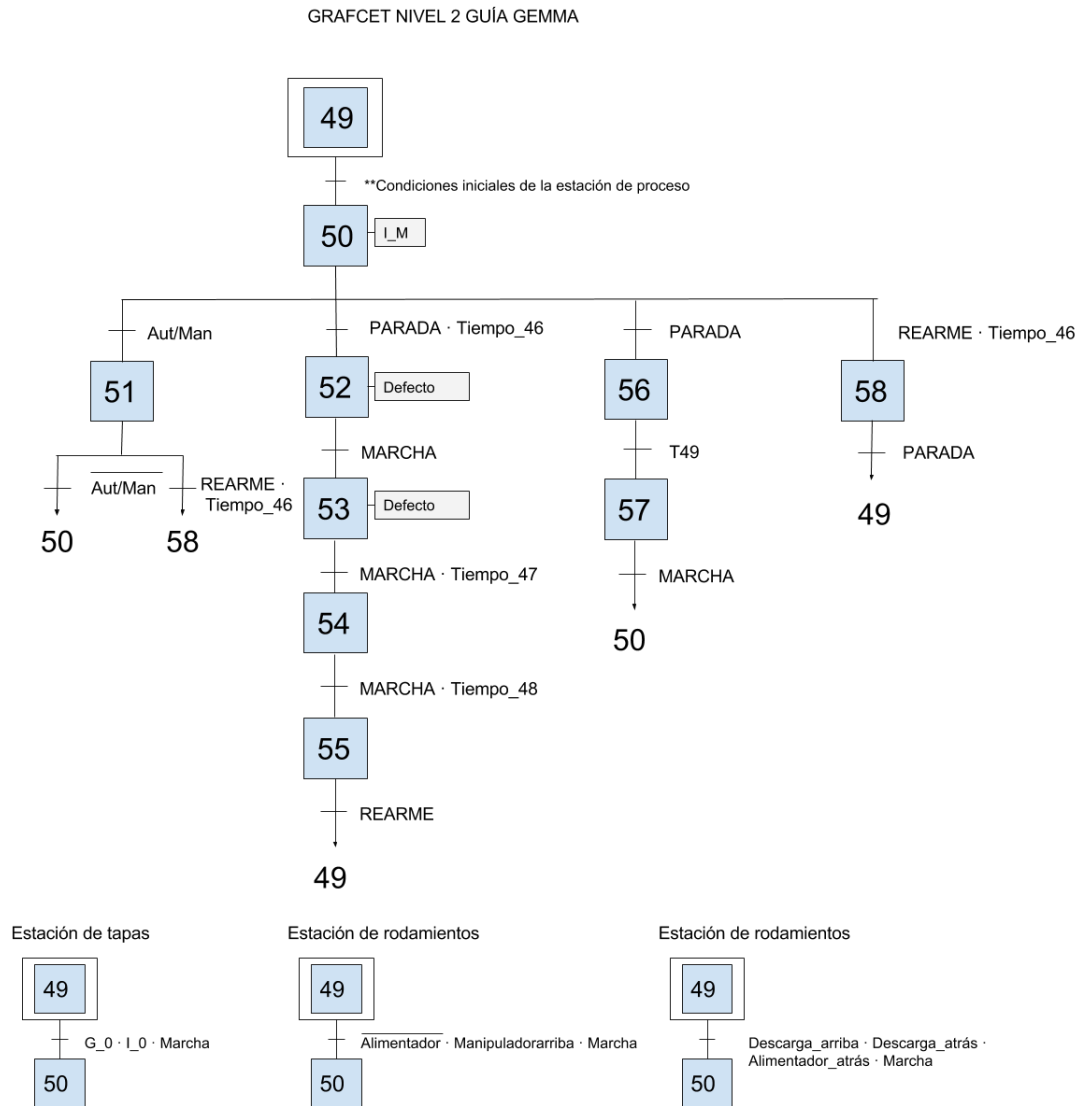 GRAFCET NIVEL 2 GUÍA GEMMA
49
**Condiciones iniciales de la estación de proceso
50
I_M
Aut/Man
PARADA · Tiempo_46
PARADA
REARME · Tiempo_46
51
52
Defecto
56
58
MARCHA
T49
PARADA
Aut/Man
REARME ·
Tiempo_46
53
Defecto
57
49
50
58
MARCHA · Tiempo_47
MARCHA
54
50
MARCHA · Tiempo_48
55
REARME
49
Estación de tapas
Estación de rodamientos
Estación de rodamientos
49
49
49
G_0 · I_0 · Marcha
Alimentador · Manipuladorarriba · Marcha
Descarga_arriba · Descarga_atrás ·
Alimentador_atrás · Marcha
50
50
50